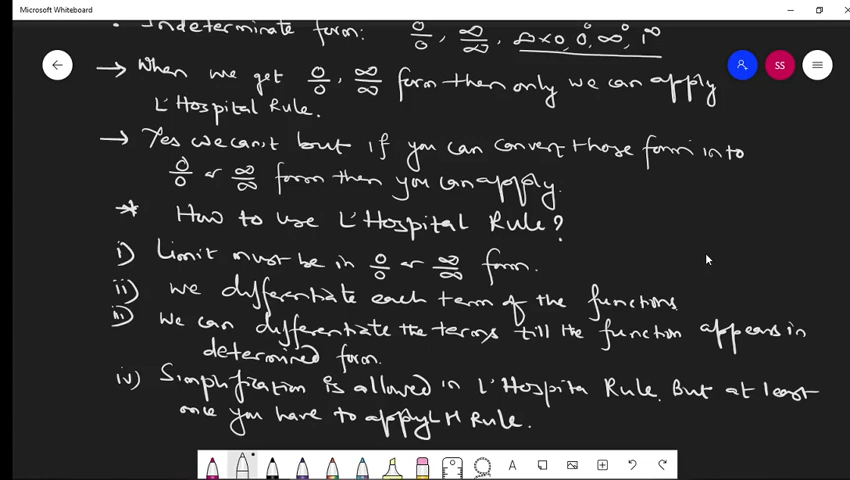 Microsoft Whiteboard
• Indeterminate form: 0/0, ∞/∞, ∞×0, 0⁰, ∞⁰, 1^∞
→ When we get 0/0, ∞/∞ form then only we can apply
L'Hospital Rule.
SS
→ Yes we can't but if you can convert those form into
0/0 or ∞/∞ form then you can apply.
* How to use L'Hospital Rule?
i) Limit must be in 0/0 or ∞/∞ form.
ii) we differentiate each term of the functions.
iii) we can differentiate the terms till the function appears in
determined form.
iv) Simplification is allowed in L'Hospita Rule. But at least
once you have to apply LH Rule.